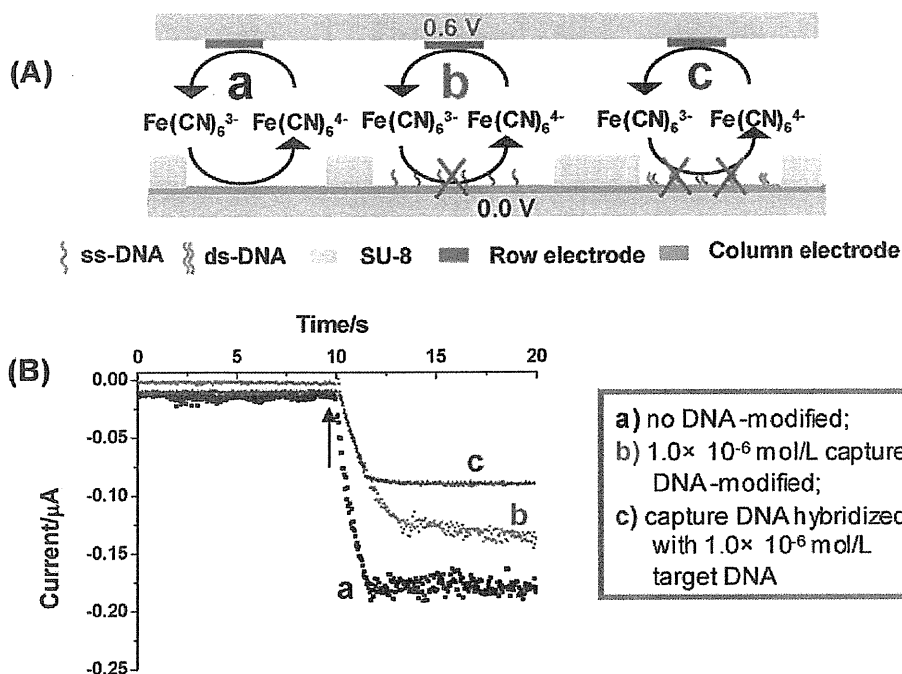 (A)
0.6 V
a b c
Fe(CN)₆³⁻ Fe(CN)₆⁴⁻ Fe(CN)₆³⁻ Fe(CN)₆⁴⁻ Fe(CN)₆³⁻ Fe(CN)₆⁴⁻
0.0 V
ss-DNA ds-DNA SU-8 Row electrode Column electrode
(B)
Time/s
0 5 10 15 20
0.00
-0.05
-0.10
-0.15
-0.20
-0.25
Current/μA
c
b
a
a) no DNA-modified;
b) 1.0× 10⁻⁶ mol/L capture
DNA-modified;
c) capture DNA hybridized
with 1.0× 10⁻⁶ mol/L
target DNA